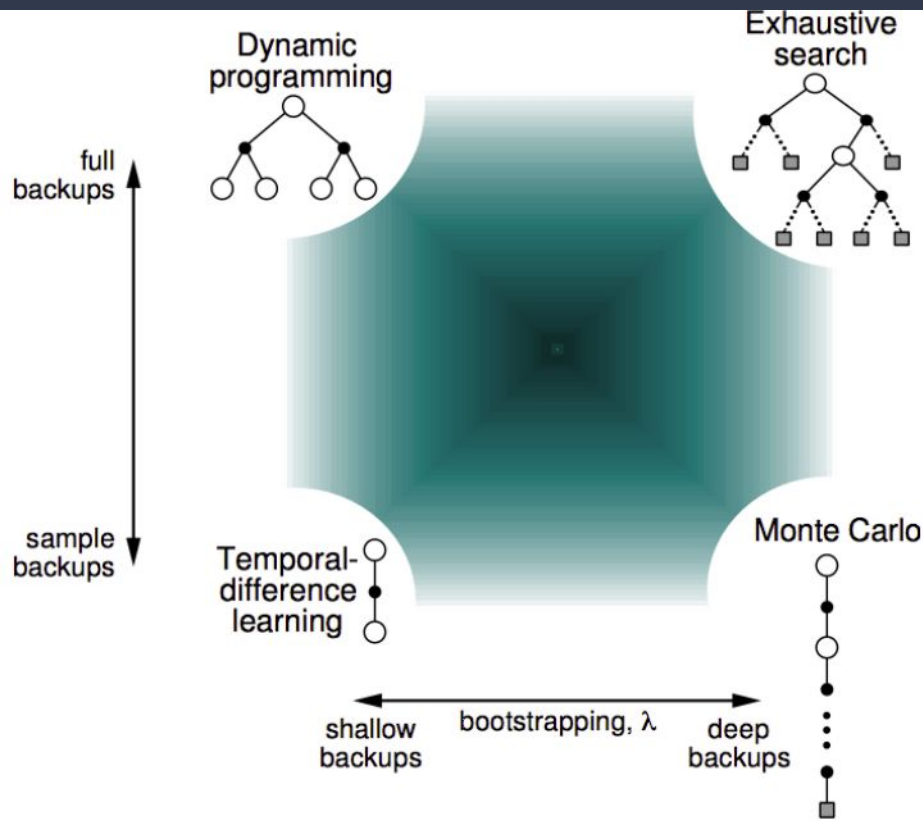 Dynamic
programming
Exhaustive
search
full
backups
sample
backups
Temporal-
difference
learning
Monte Carlo
bootstrapping, λ
shallow
backups
deep
backups